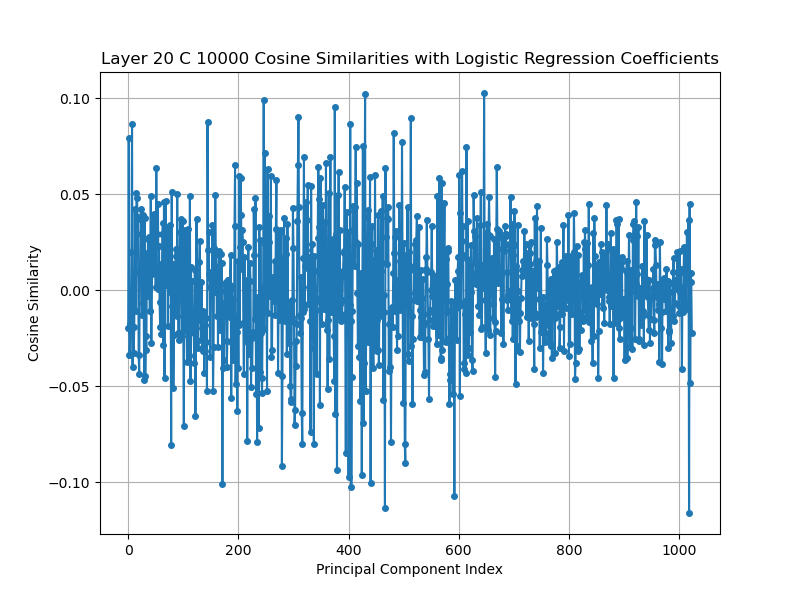 Layer 20 C 10000 Cosine Similarities with Logistic Regression Coefficients
0.10
0.05
0.00
−0.05
−0.10
Cosine Similarity
0 200 400 600 800 1000
Principal Component Index